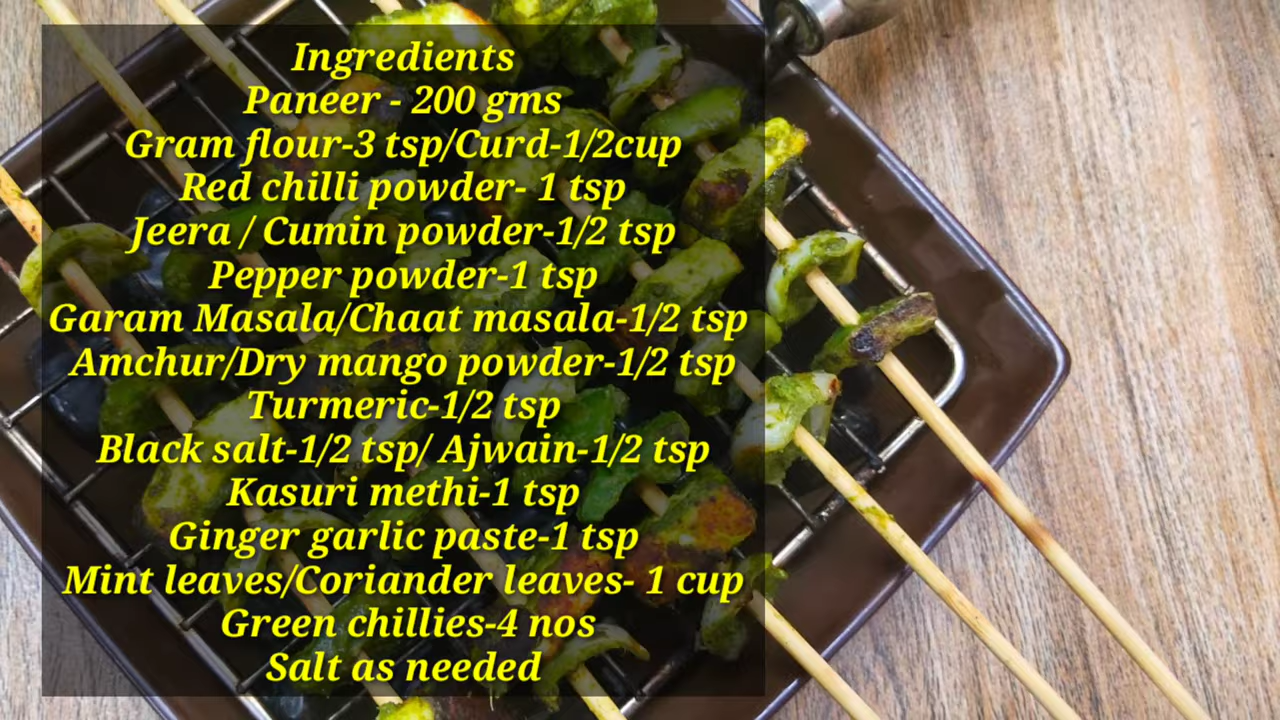 Ingredients
Paneer - 200 gms
Gram flour-3 tsp/Curd-1/2cup
Red chilli powder- 1 tsp
Jeera / Cumin powder-1/2 tsp
Pepper powder-1 tsp
Garam Masala/Chaat masala-1/2 tsp
Amchur/Dry mango powder-1/2 tsp
Turmeric-1/2 tsp
Black salt-1/2 tsp/ Ajwain-1/2 tsp
Kasuri methi-1 tsp
Ginger garlic paste-1 tsp
Mint leaves/Coriander leaves- 1 cup
Green chillies-4 nos
Salt as needed